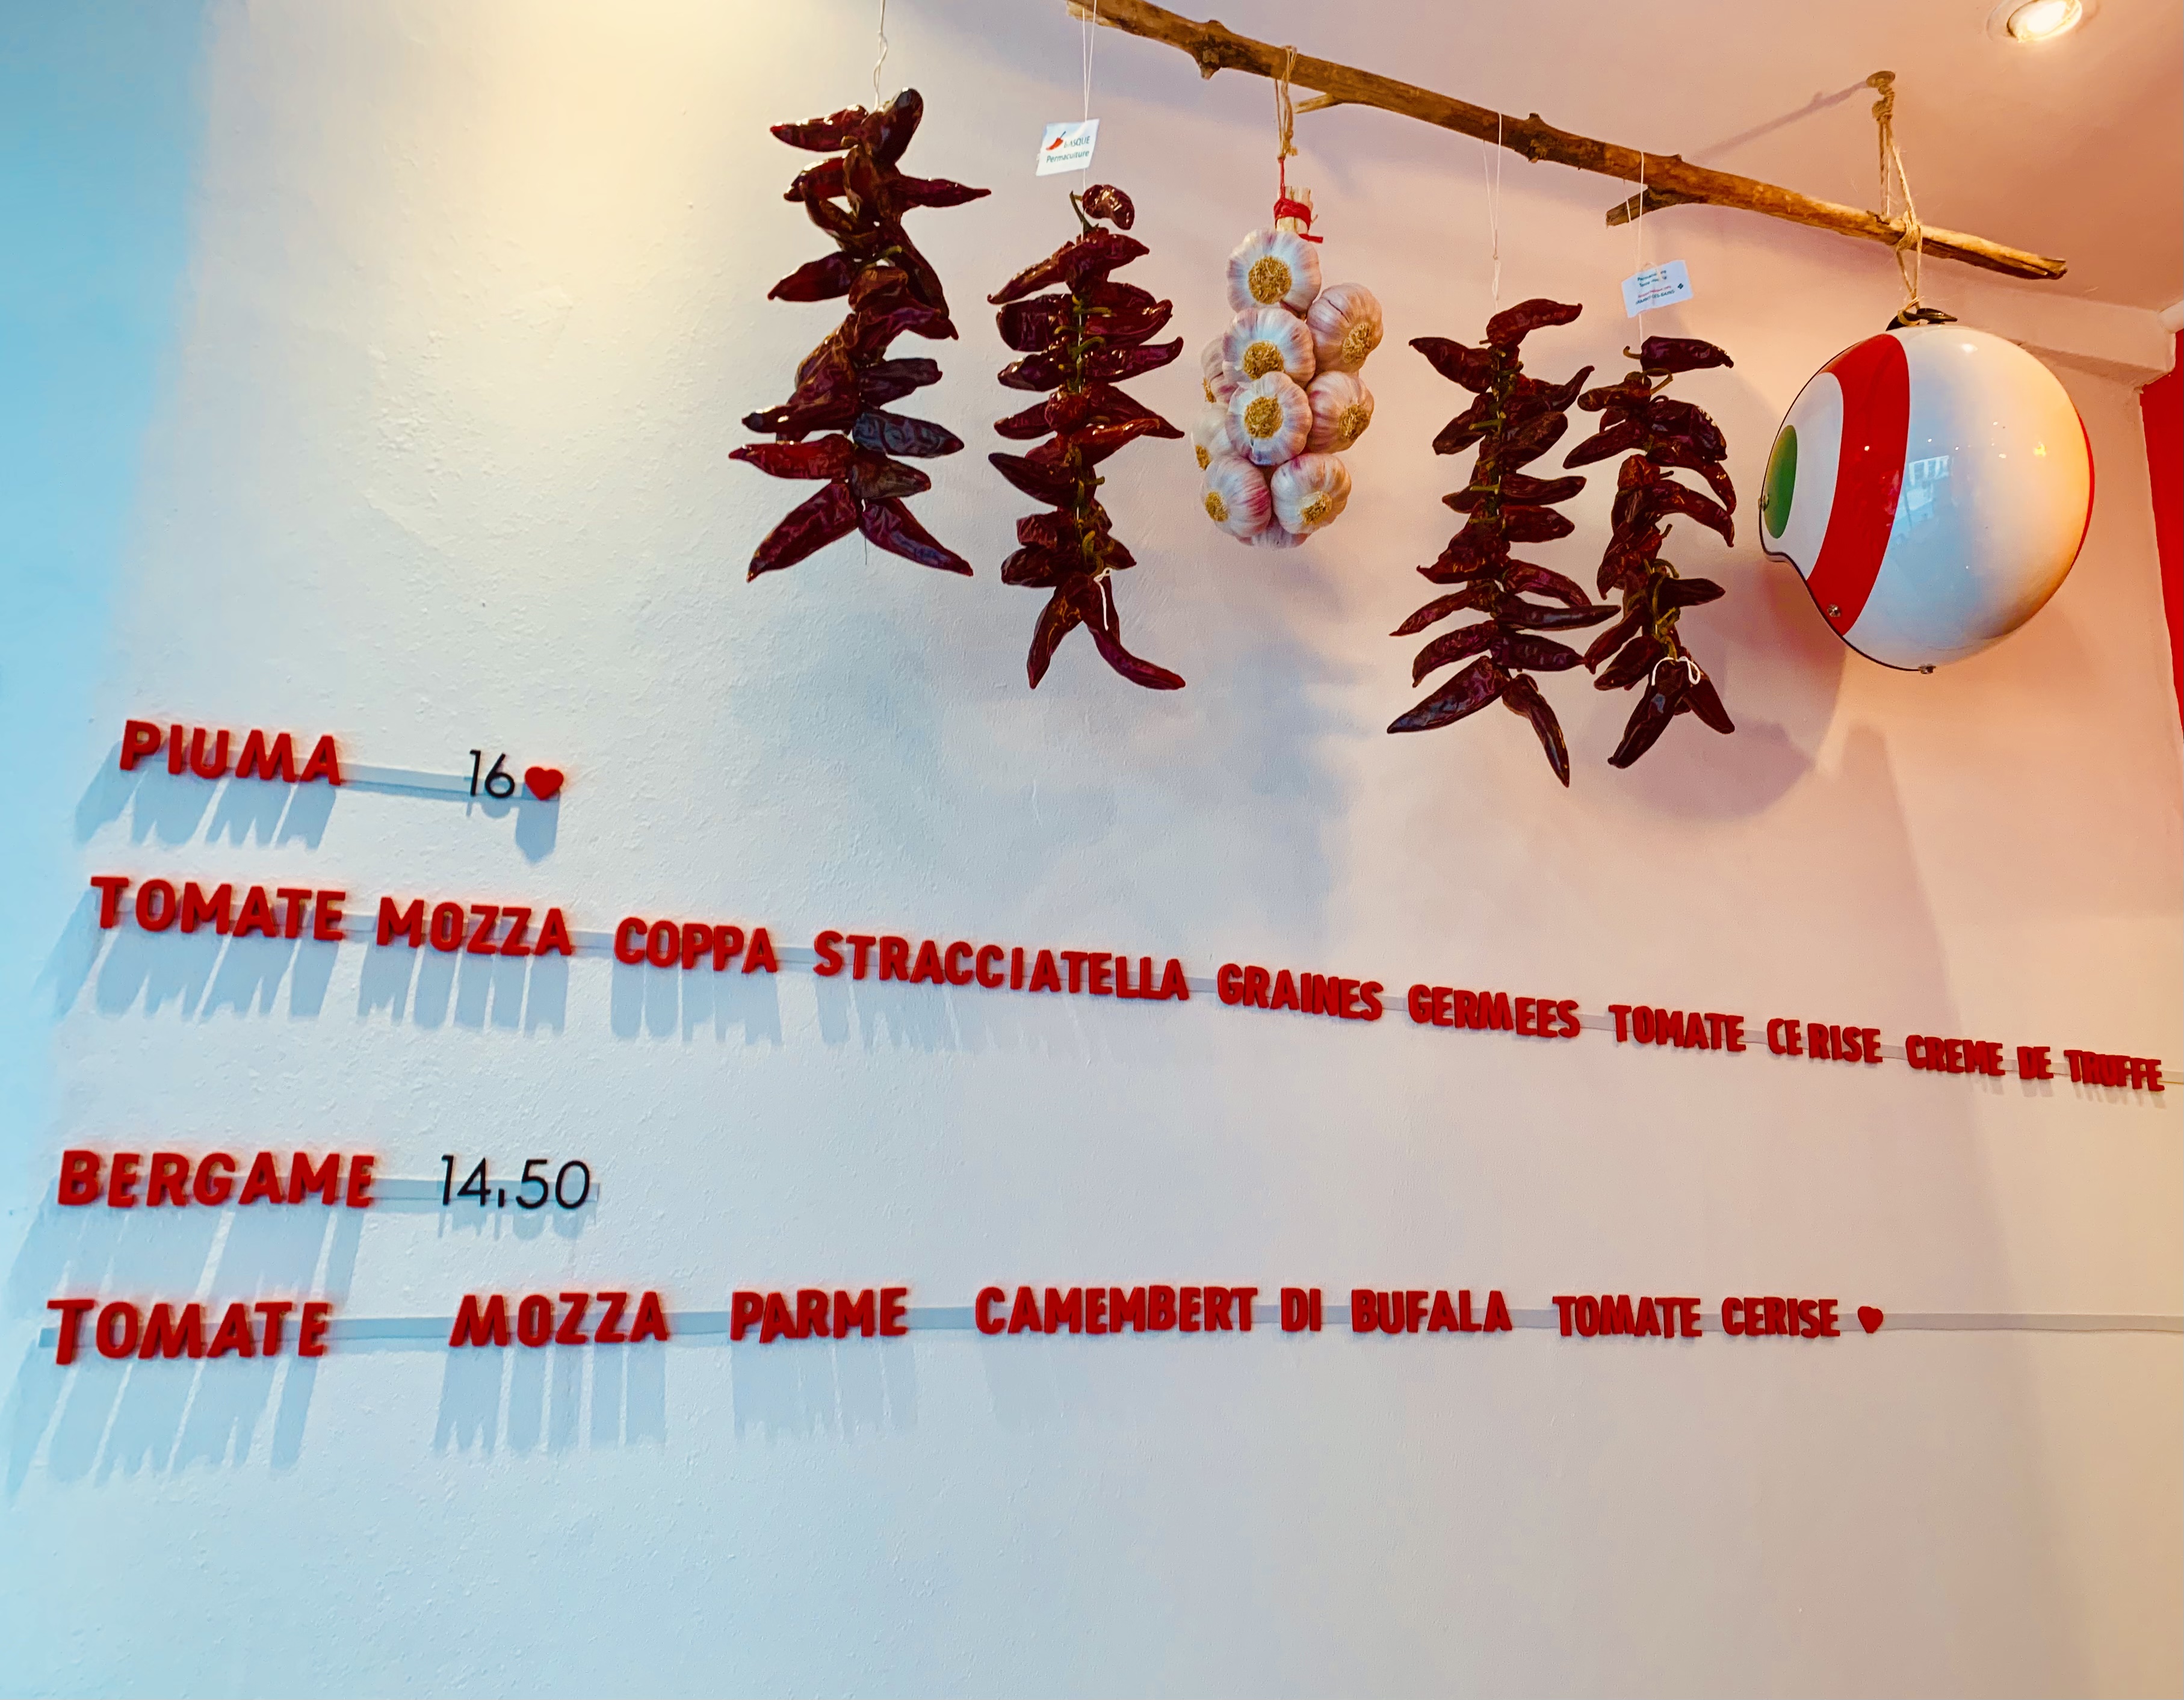 Permaculture
PIUMA 16
TOMATE MOZZA COPPA STRACCIATELLA GRAINES GERMEES TOMATE CERISE CREME DE TRUFFE
BERGAME 14,50
TOMATE MOZZA PARME CAMEMBERT DI BUFALA TOMATE CERISE